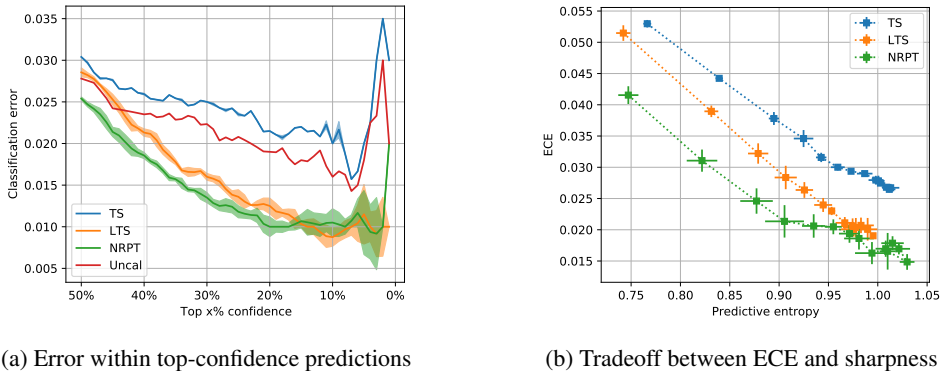 0.035
0.030
0.025
0.020
0.015
0.010
0.005
Classification error
TS
LTS
NRPT
Uncal
50% 40% 30% 20% 10% 0%
Top x% confidence
(a) Error within top-confidence predictions
0.055
0.050
0.045
0.040
0.035
0.030
0.025
0.020
0.015
ECE
TS
LTS
NRPT
0.75 0.80 0.85 0.90 0.95 1.00 1.05
Predictive entropy
(b) Tradeoff between ECE and sharpness